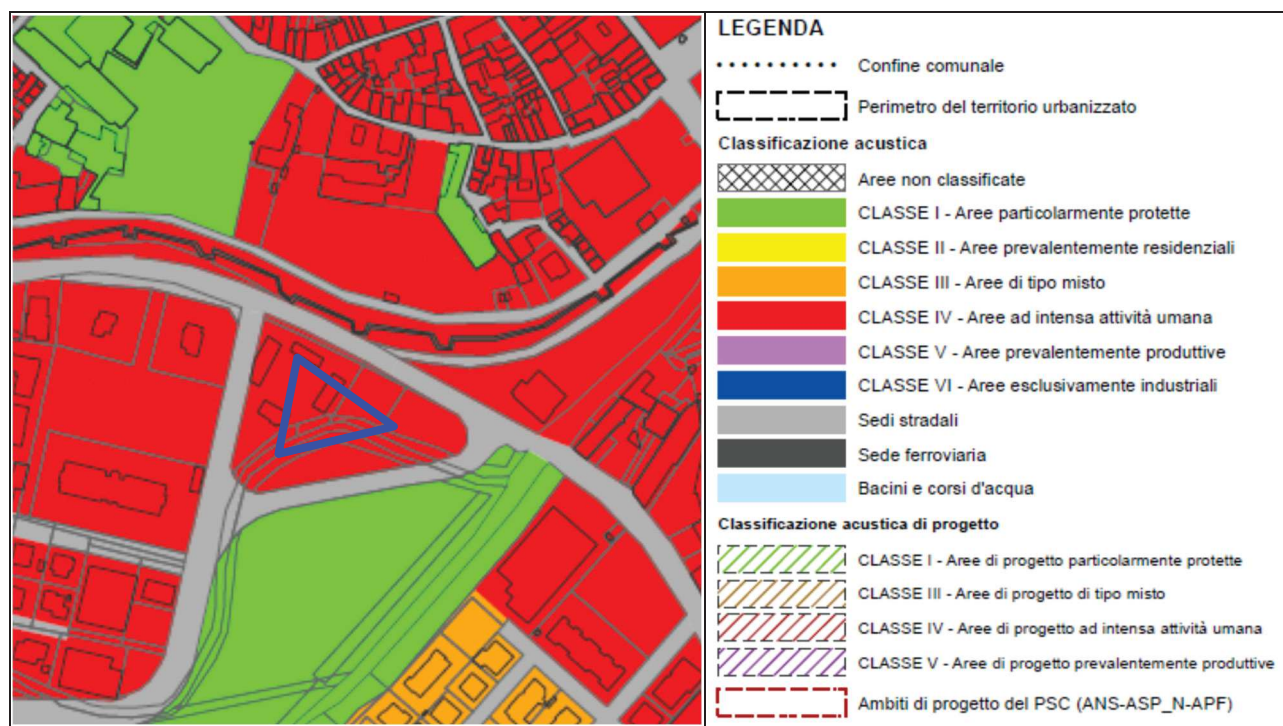 LEGENDA
Confine comunale
Perimetro del territorio urbanizzato
Classificazione acustica
Aree non classificate
CLASSE I - Aree particolarmente protette
CLASSE II - Aree prevalentemente residenziali
CLASSE III - Aree di tipo misto
CLASSE IV - Aree ad intensa attività umana
CLASSE V - Aree prevalentemente produttive
CLASSE VI - Aree esclusivamente industriali
Sedi stradali
Sede ferroviaria
Bacini e corsi d'acqua
Classificazione acustica di progetto
CLASSE I - Aree di progetto particolarmente protette
CLASSE III - Aree di progetto di tipo misto
CLASSE IV - Aree di progetto ad intensa attività umana
CLASSE V - Aree di progetto prevalentemente produttive
Ambiti di progetto del PSC (ANS-ASP_N-APF)